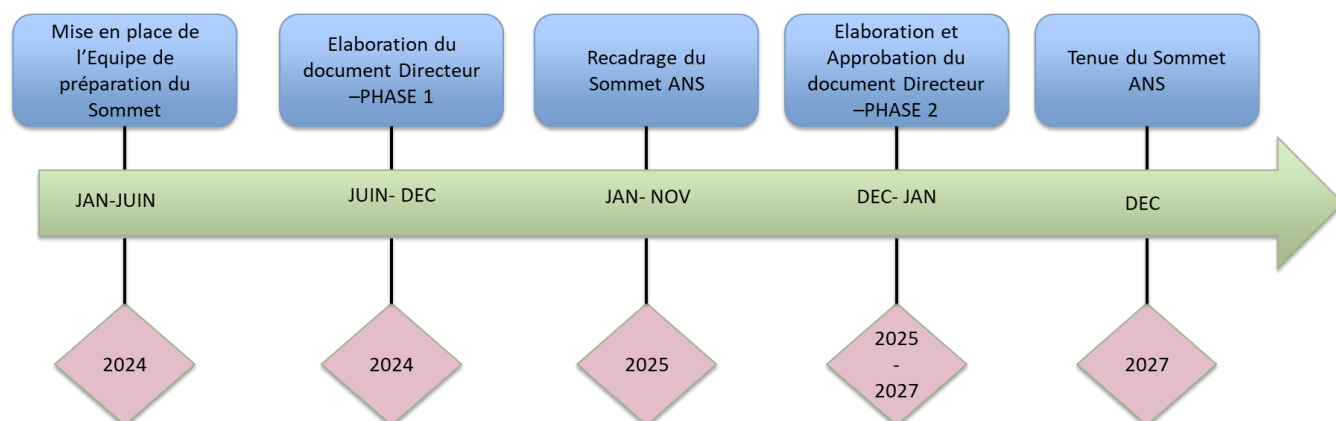 Mise en place de
l’Equipe de
préparation du
Sommet
Elaboration du
document Directeur
–PHASE 1
Recadrage du
Sommet ANS
Elaboration et
Approbation du
document Directeur
–PHASE 2
Tenue du Sommet
ANS
JAN-JUIN
JUIN- DEC
JAN- NOV
DEC- JAN
DEC
2024
2024
2025
2025
-
2027
2027